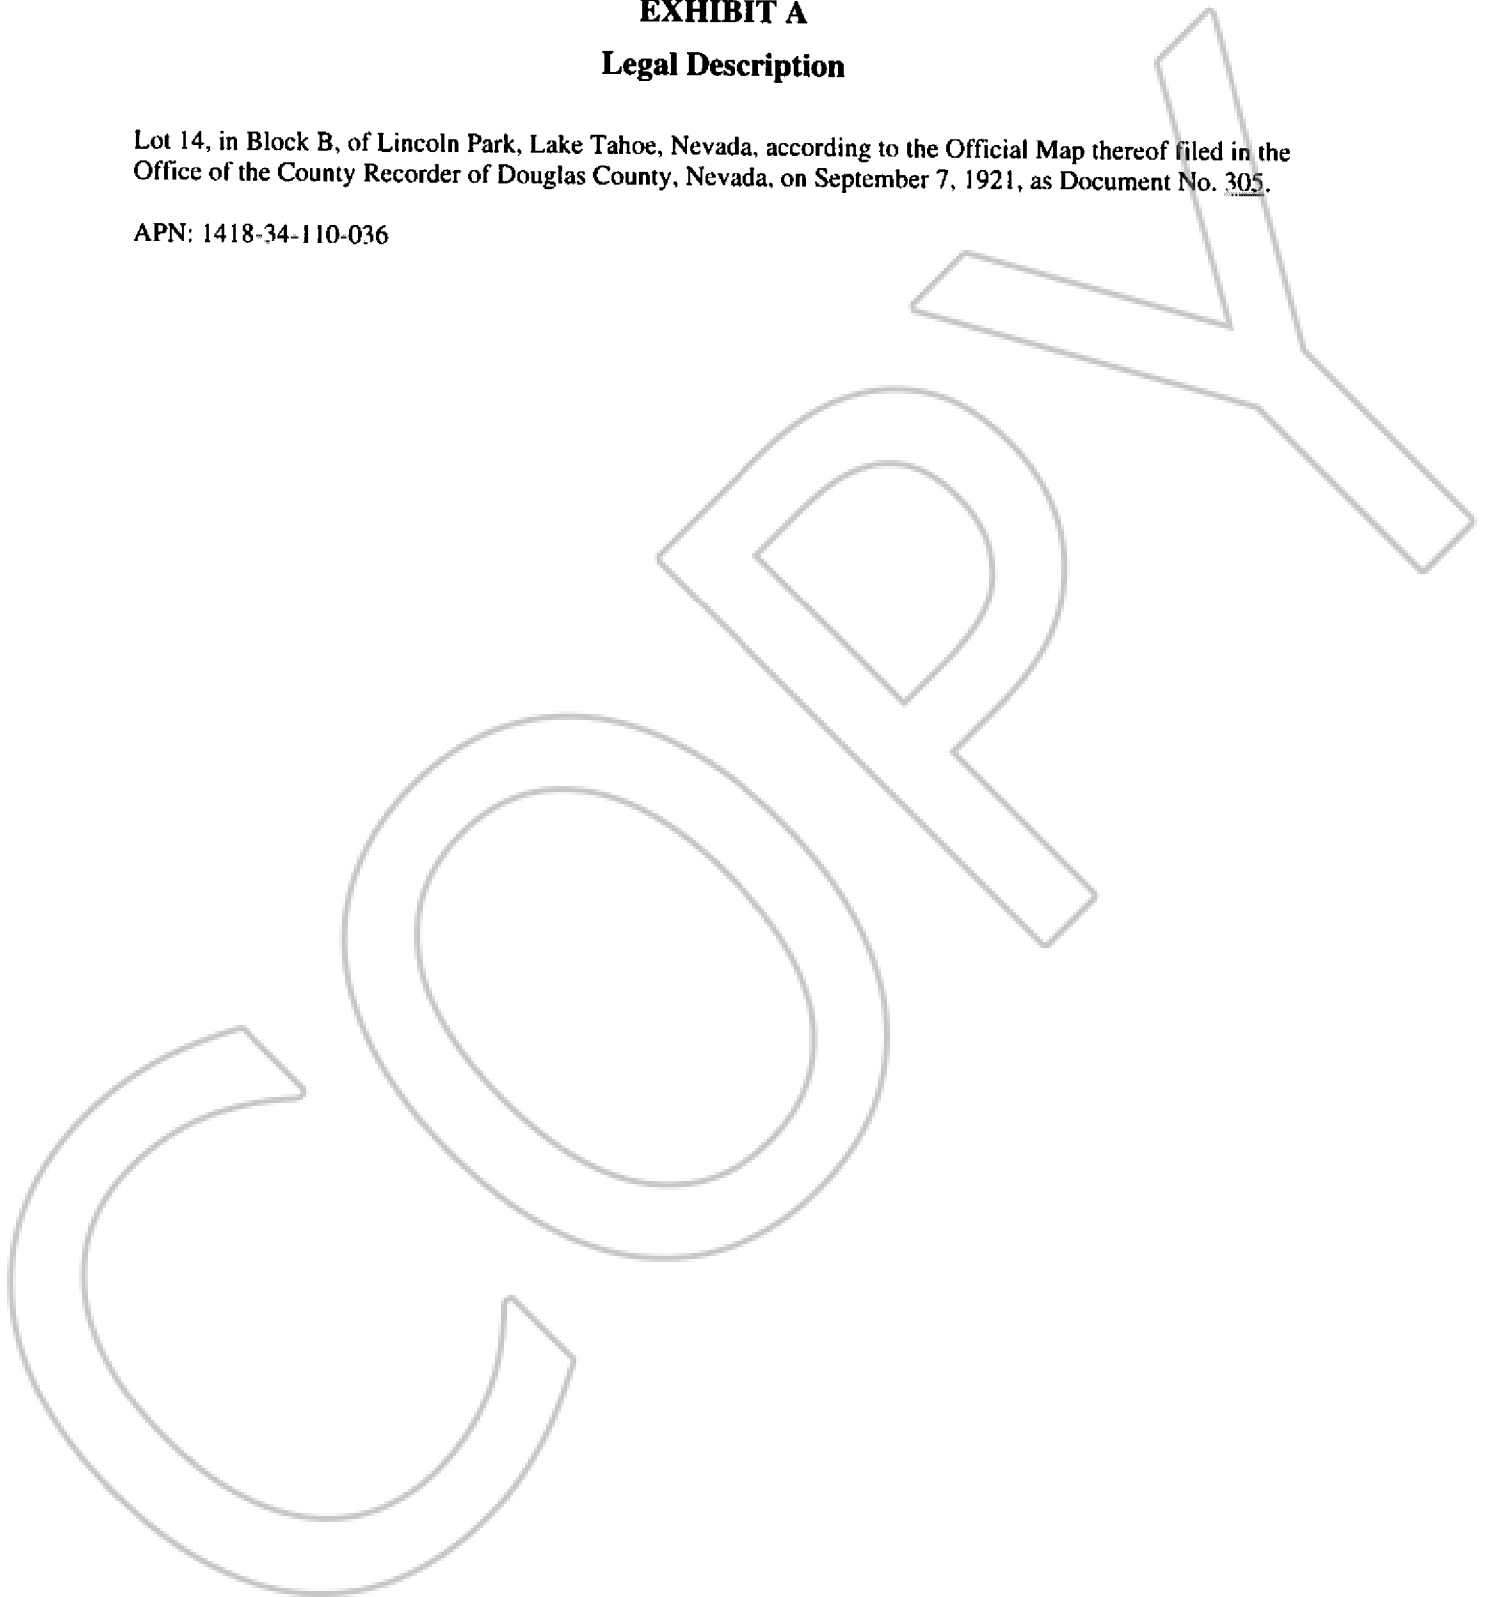 EXHIBIT A
Legal Description
Lot 14, in Block B, of Lincoln Park, Lake Tahoe, Nevada, according to the Official Map thereof filed in the
Office of the County Recorder of Douglas County, Nevada, on September 7, 1921, as Document No. 305.
APN: 1418-34-110-036
COPY